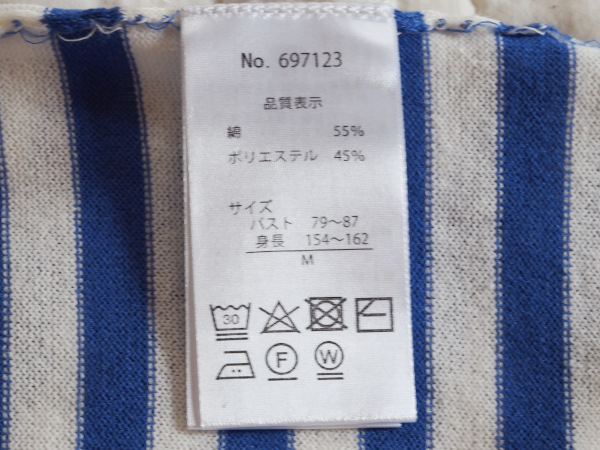 No. 697123
品質表示
綿 55%
ポリエステル 45%
サイズ
バスト 79～87
身長 154～162
M
30
F W